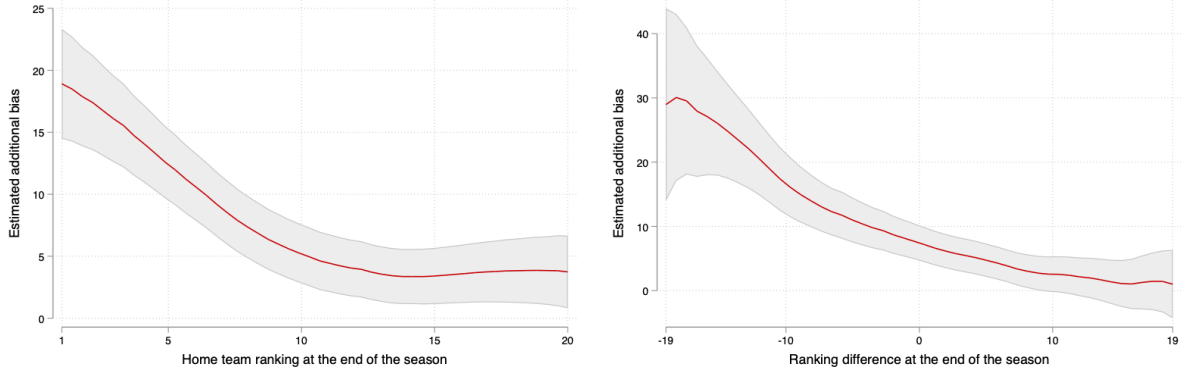 Estimated additional bias
25
20
15
10
5
0
1 5 10 15 20
Home team ranking at the end of the season
Estimated additional bias
40
30
20
10
0
-19 -10 0 10 19
Ranking difference at the end of the season